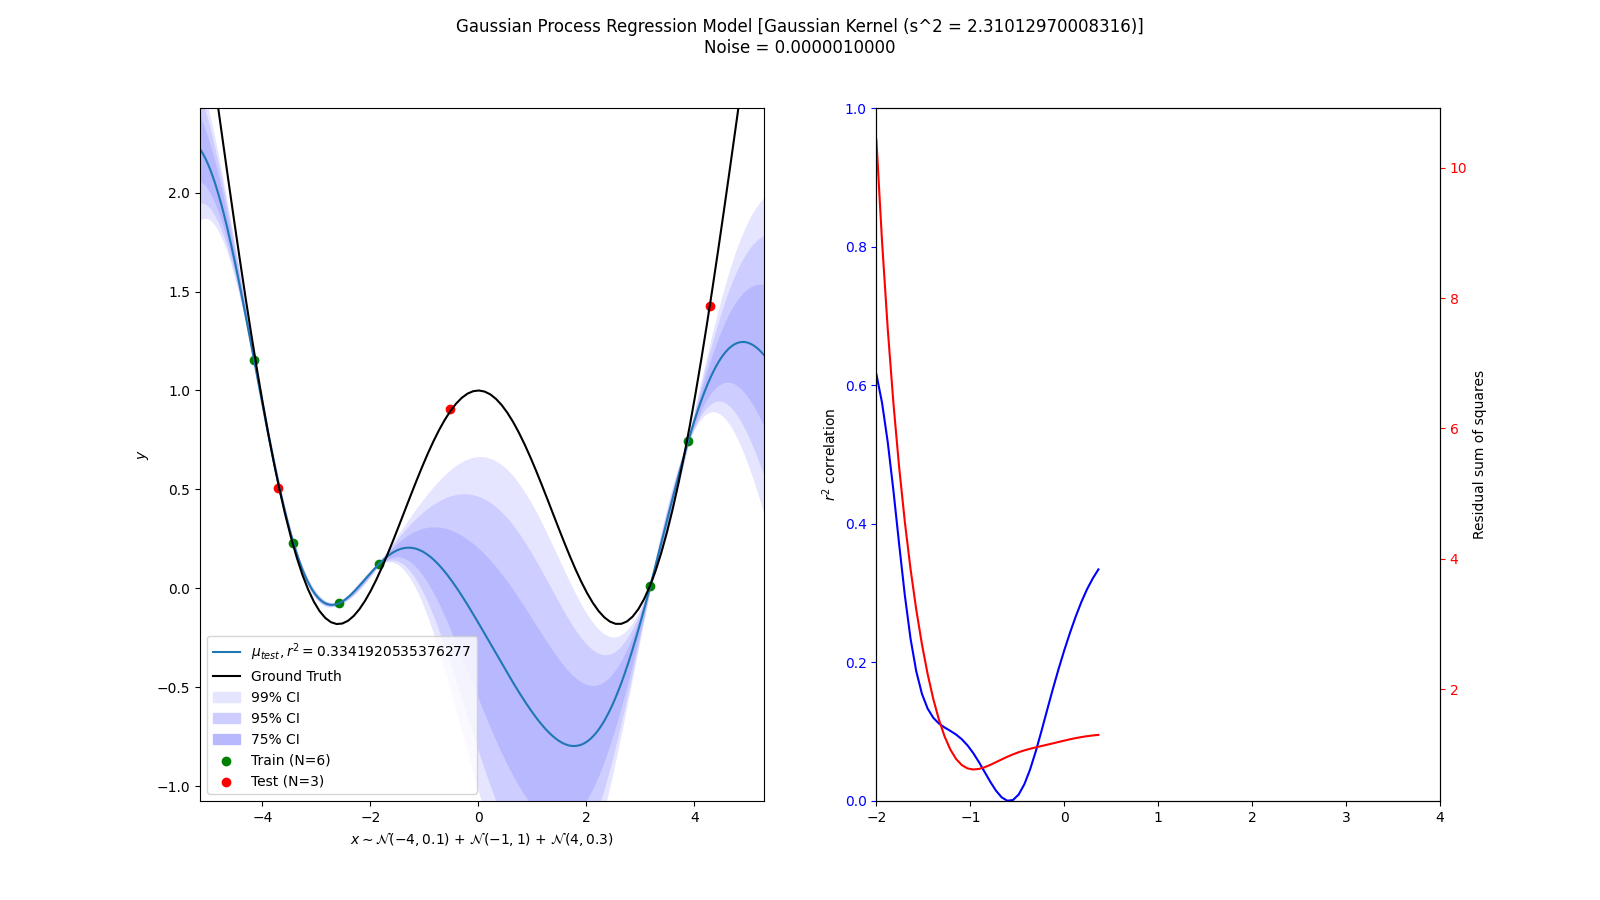 Gaussian Process Regression Model [Gaussian Kernel (s^2 = 2.31012970008316)]
Noise = 0.0000010000
2.0
1.5
1.0
0.5
0.0
−0.5
−1.0
y
−4
−2
0
2
4
x ~ 𝒩(−4, 0.1) + 𝒩(−1, 1) + 𝒩(4, 0.3)
μ_test, r² = 0.3341920535376277
Ground Truth
99% CI
95% CI
75% CI
Train (N=6)
Test (N=3)
1.0
0.8
0.6
0.4
0.2
0.0
r² correlation
−2
−1
0
1
2
3
4
10
8
6
4
2
Residual sum of squares